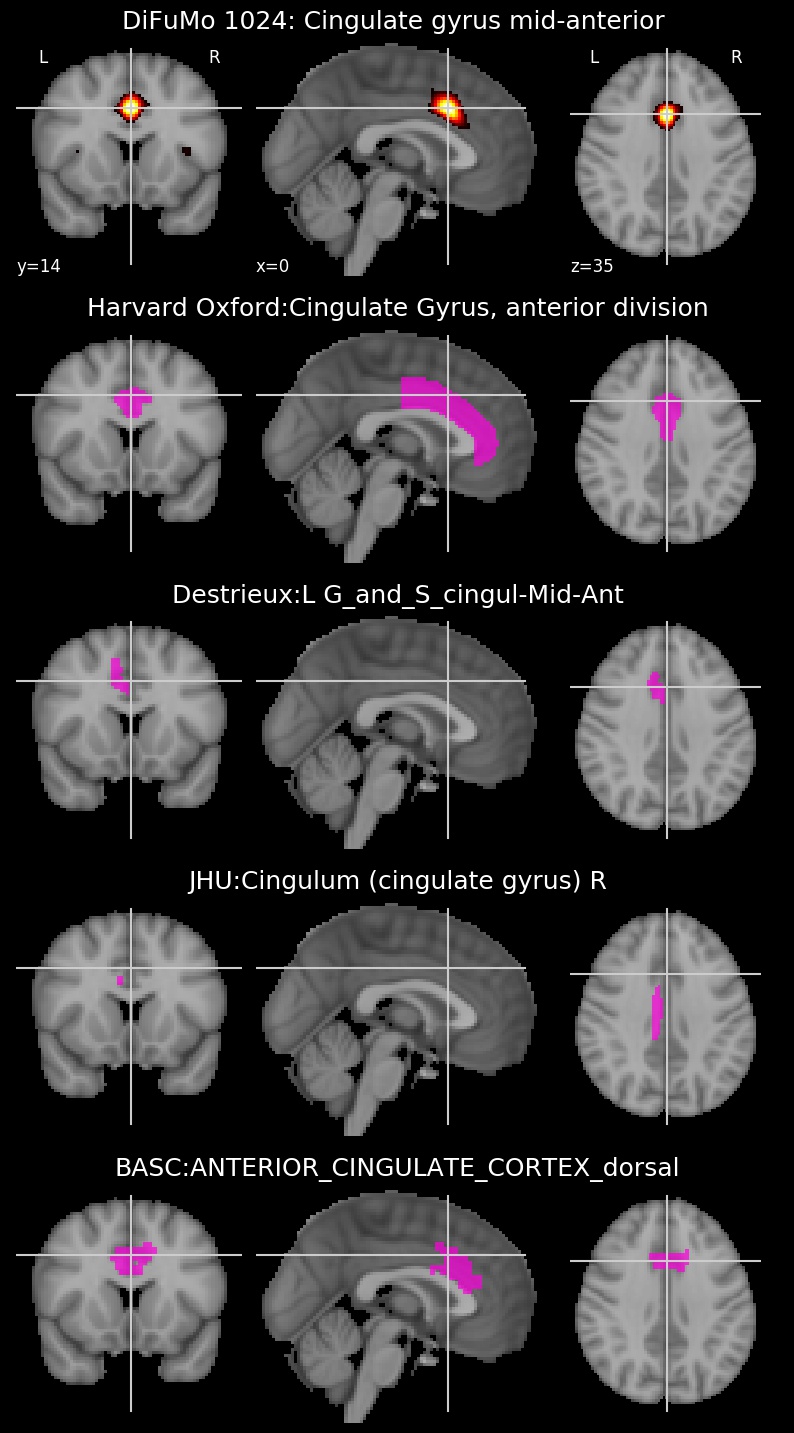 DiFuMo 1024: Cingulate gyrus mid-anterior
L R L R
y=14 x=0 z=35
Harvard Oxford:Cingulate Gyrus, anterior division
Destrieux:L G_and_S_cingul-Mid-Ant
JHU:Cingulum (cingulate gyrus) R
BASC:ANTERIOR_CINGULATE_CORTEX_dorsal